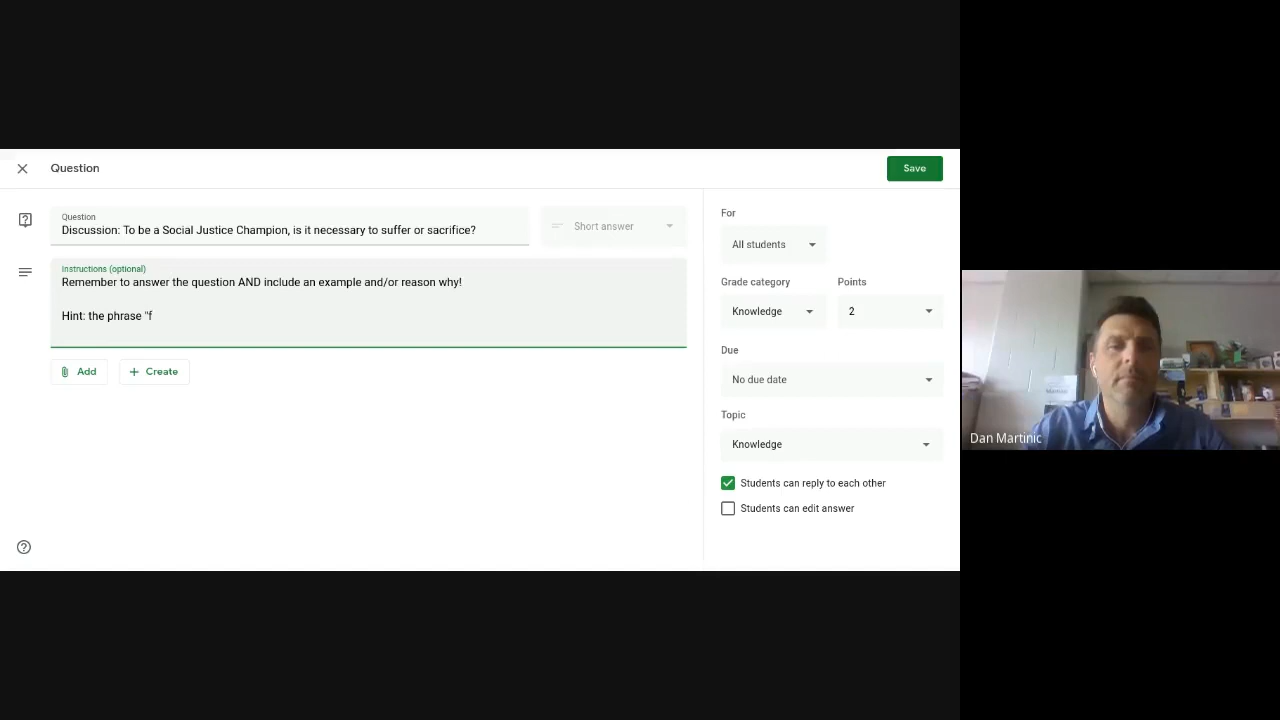 Question
Save
Question
Discussion: To be a Social Justice Champion, is it necessary to suffer or sacrifice?
Short answer
Instructions (optional)
Remember to answer the question AND include an example and/or reason why!
Hint: the phrase "f
Add
Create
For
All students
Grade category
Points
Knowledge
2
Due
No due date
Topic
Knowledge
Students can reply to each other
Students can edit answer
Dan Martinic